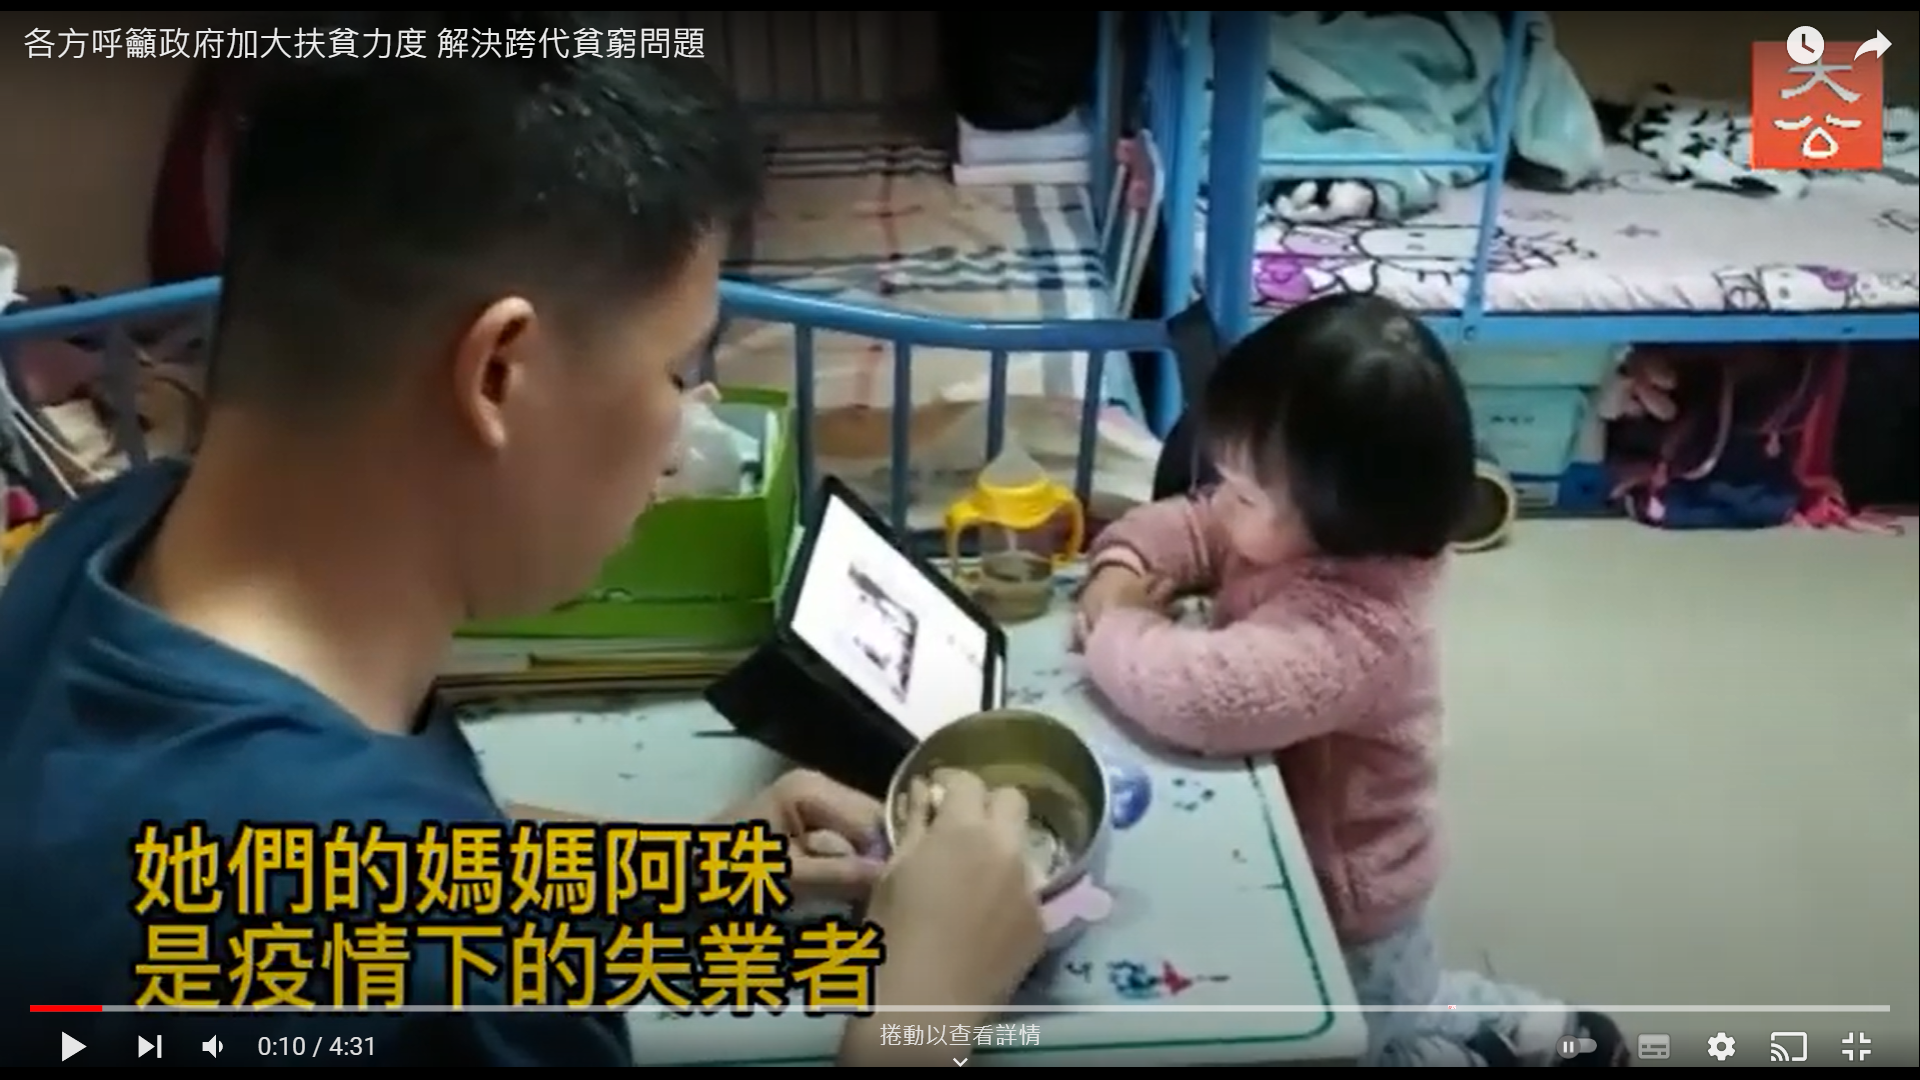 各方呼籲政府加大扶貧力度 解決跨代貧窮問題
大
公
她們的媽媽阿珠
是疫情下的失業者
0:10 / 4:31
捲動以查看詳情